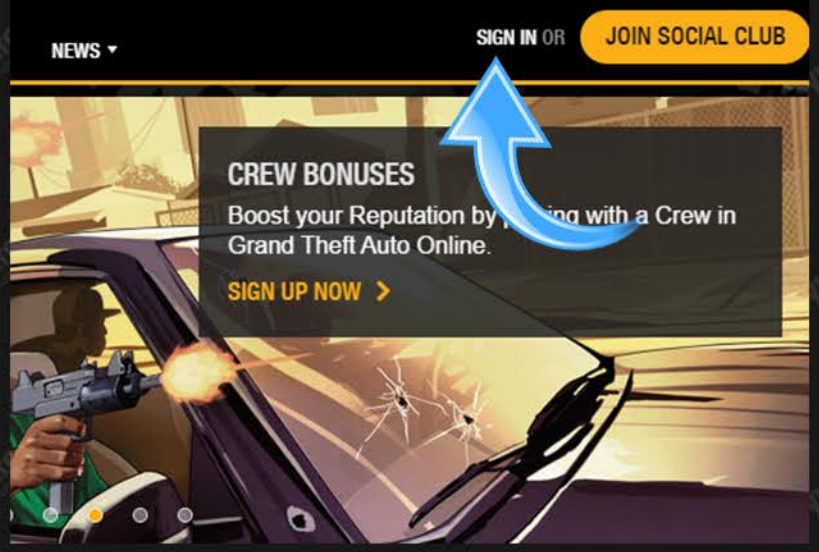 NEWS
SIGN IN OR
JOIN SOCIAL CLUB
CREW BONUSES
Boost your Reputation by with a Crew in
Grand Theft Auto Online.
SIGN UP NOW